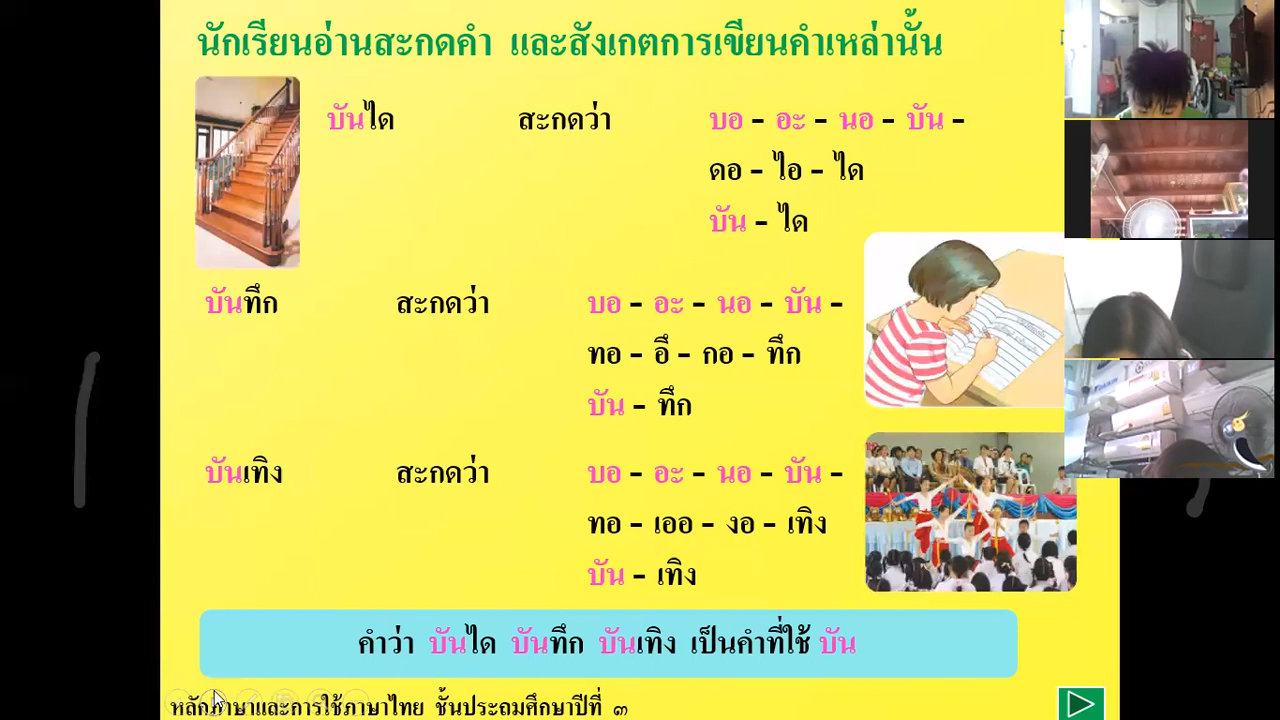 นักเรียนอ่านสะกดคำ และสังเกตการเขียนคำเหล่านั้น
บันได สะกดว่า บอ - อะ - นอ - บัน -
ดอ - ไอ - ได
บัน - ได
บันทึก สะกดว่า บอ - อะ - นอ - บัน -
ทอ - อึ - กอ - ทึก
บัน - ทึก
บันเทิง สะกดว่า บอ - อะ - นอ - บัน -
ทอ - เออ - งอ - เทิง
บัน - เทิง
คำว่า บันได บันทึก บันเทิง เป็นคำที่ใช้ บัน
หลักภาษาและการใช้ภาษาไทย ชั้นประถมศึกษาปีที่ ๓